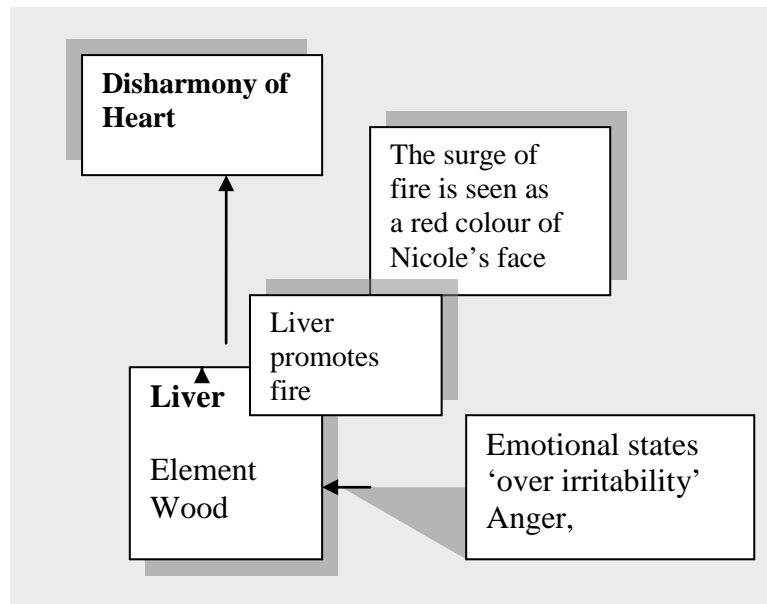 Disharmony of
Heart
The surge of
fire is seen as
a red colour of
Nicole’s face
Liver
promotes
fire
Liver
Element
Wood
Emotional states
‘over irritability’
Anger,